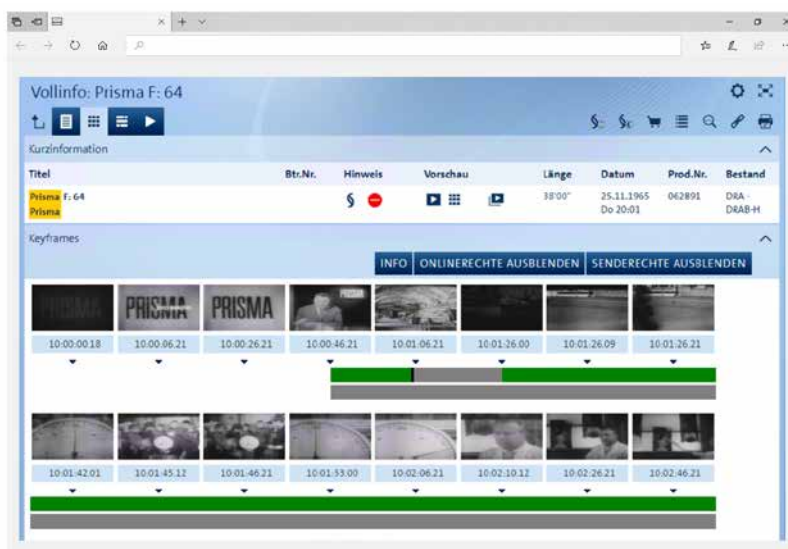 Vollinfo: Prisma F: 64
Kurzinformation
Titel Btr.Nr. Hinweis Vorschau Länge Datum Prod.Nr. Bestand
Prisma F: 64 § 38'00" 25.11.1965 062891 DRA -
Prisma Do 20:01 DRAB-H
Keyframes
INFO ONLINERECHTE AUSBLENDEN SENDERECHTE AUSBLENDEN
PRISMA PRISMA PRISMA PRISMA
10:00:00.18 10:00:06.21 10:00:26.21 10:00:46.21 10:01:06.21 10:01:26.00 10:01:26.09 10:01:26.21
10:01:42.01 10:01:45.12 10:01:46.21 10:01:53.00 10:02:06.21 10:02:10.12 10:02:26.21 10:02:46.21